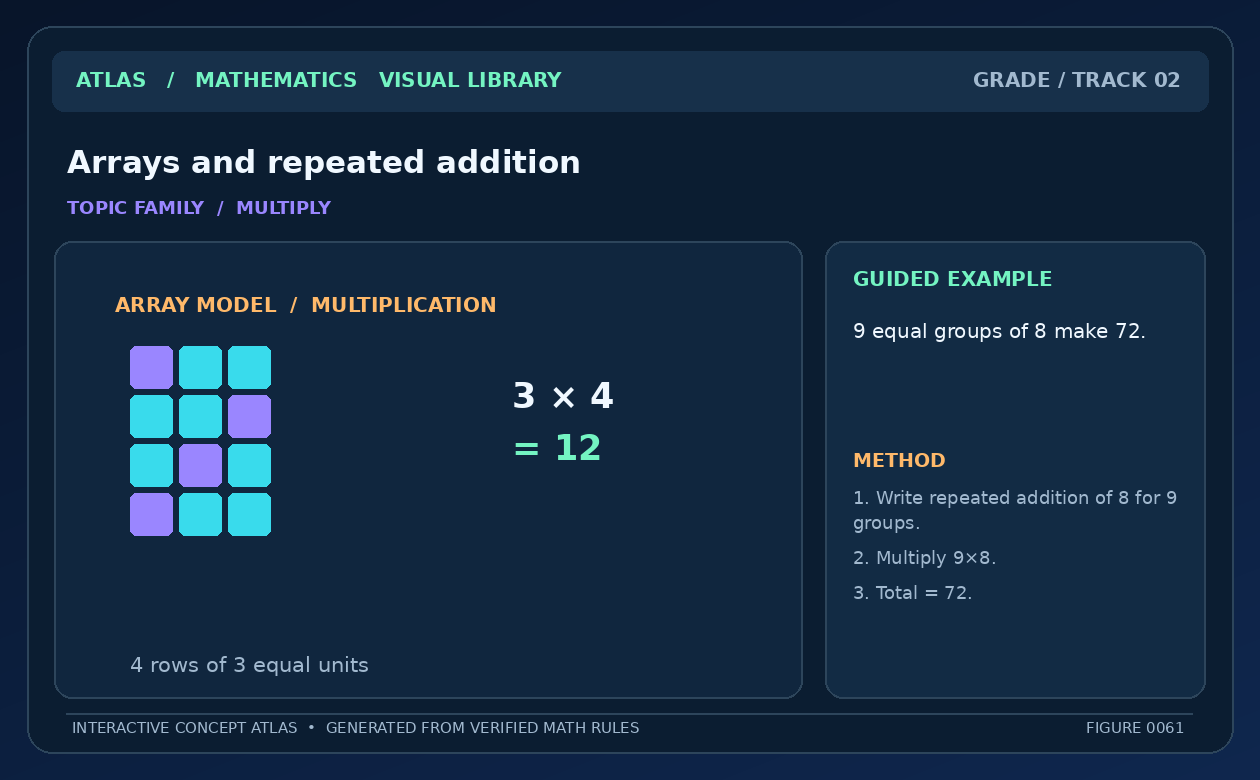 ATLAS / MATHEMATICS VISUAL LIBRARY
GRADE / TRACK 02
Arrays and repeated addition
TOPIC FAMILY / MULTIPLY
ARRAY MODEL / MULTIPLICATION
3 × 4
= 12
4 rows of 3 equal units
GUIDED EXAMPLE
9 equal groups of 8 make 72.
METHOD
1. Write repeated addition of 8 for 9
groups.
2. Multiply 9×8.
3. Total = 72.
INTERACTIVE CONCEPT ATLAS • GENERATED FROM VERIFIED MATH RULES
FIGURE 0061